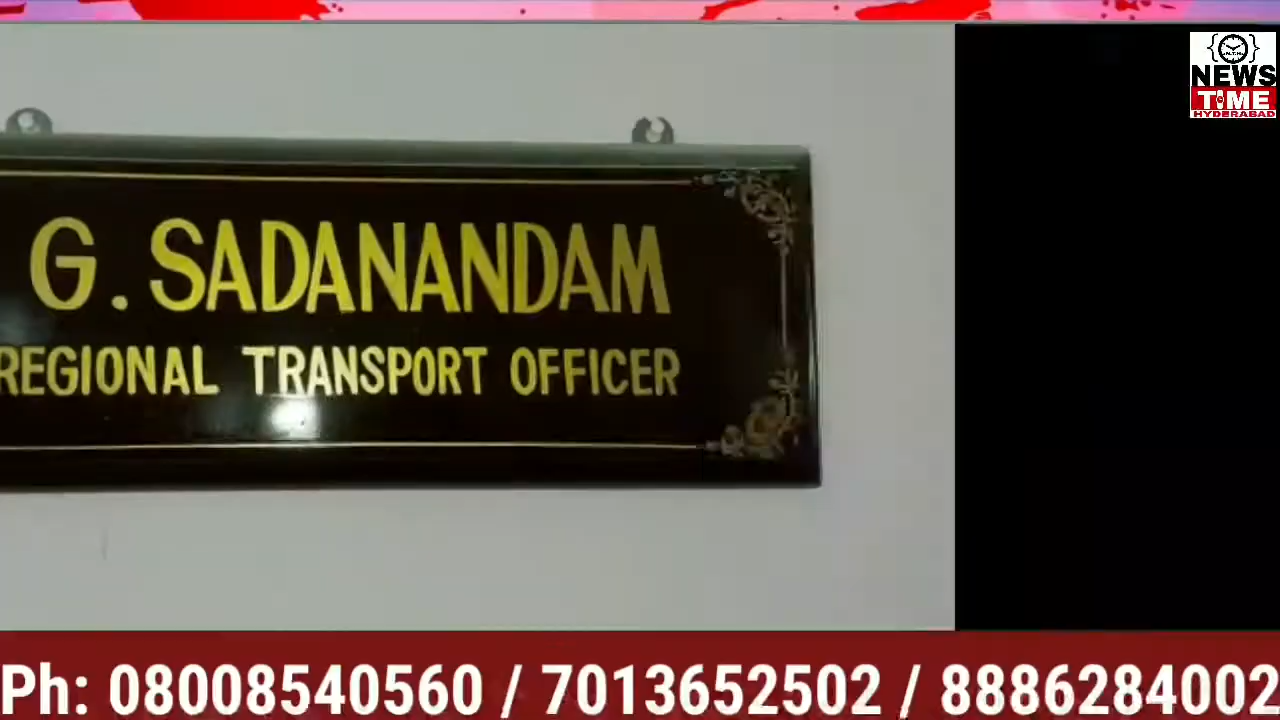 NEWS
TIME
HYDERABAD
G. SADANANDAM
REGIONAL TRANSPORT OFFICER
Ph: 08008540560 / 7013652502 / 8886284002